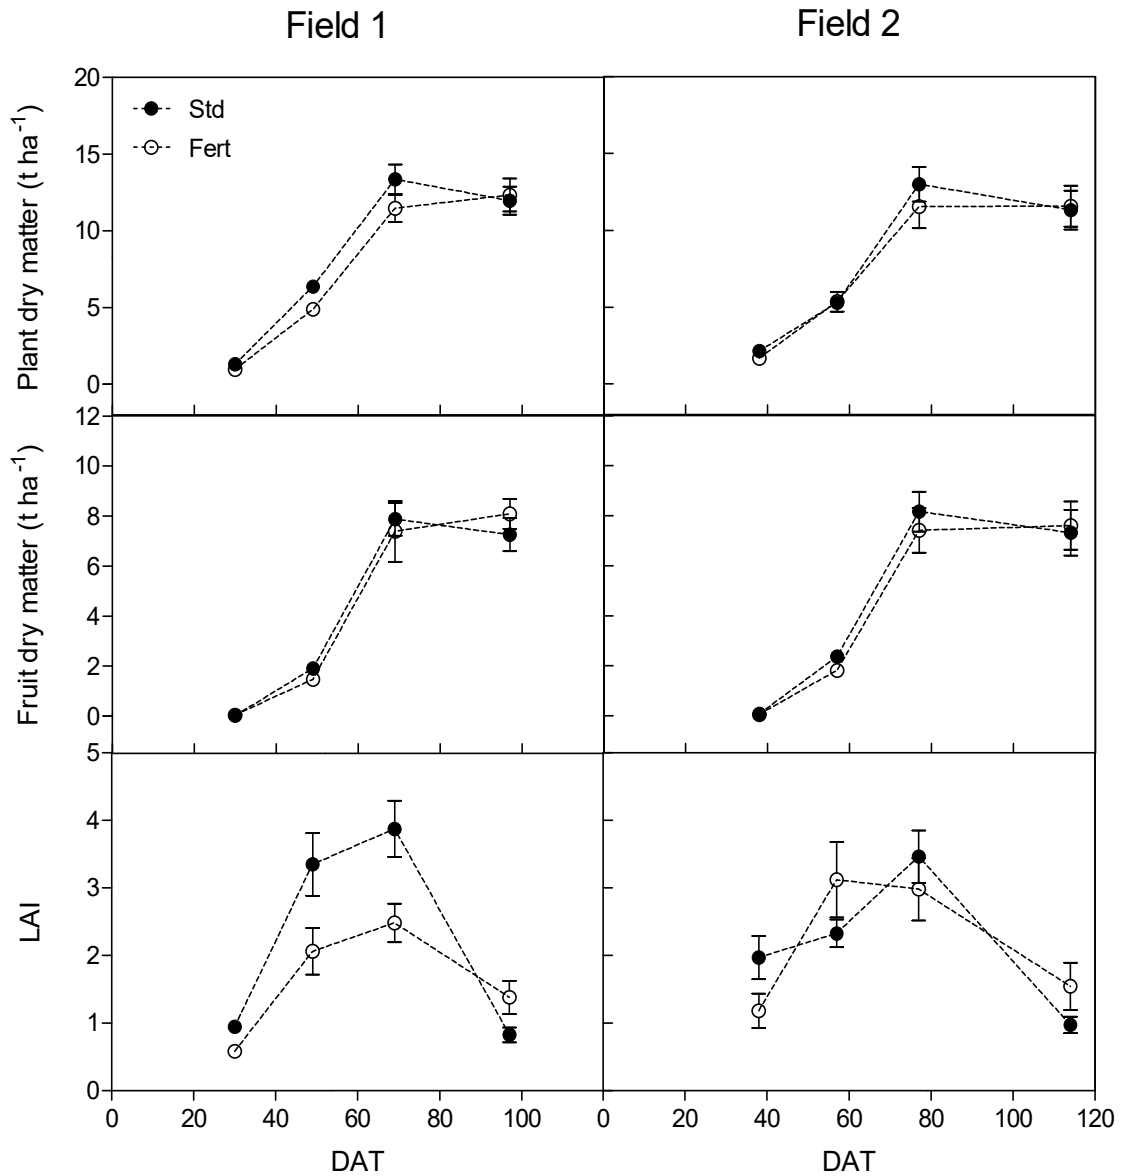 Field 1
Field 2
Plant dry matter (t ha⁻¹)
20
15
10
5
0
Std
Fert
Fruit dry matter (t ha⁻¹)
12
10
8
6
4
2
0
LAI
5
4
3
2
1
0
0 20 40 60 80 100
0 20 40 60 80 100 120
DAT
DAT